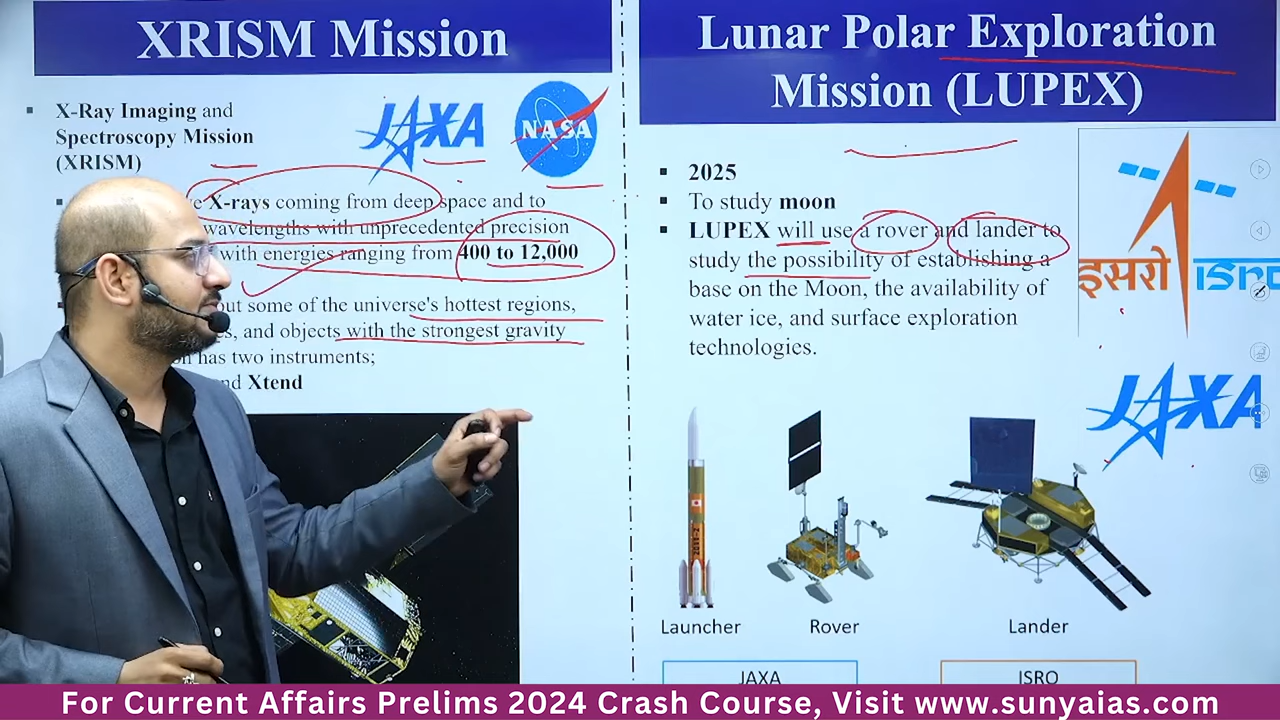 XRISM Mission
X-Ray Imaging and
Spectroscopy Mission
(XRISM)
JAXA
NASA
X-rays coming from deep space and to
wavelengths with unprecedented precision
with energies ranging from 400 to 12,000
some of the universe's hottest regions,
and objects with the strongest gravity
has two instruments;
Xtend
Lunar Polar Exploration
Mission (LUPEX)
2025
To study moon
LUPEX will use a rover and lander to
study the possibility of establishing a
base on the Moon, the availability of
water ice, and surface exploration
technologies.
इसरो isro
JAXA
Launcher
Rover
Lander
JAXA
ISRO
For Current Affairs Prelims 2024 Crash Course, Visit www.sunyaias.com